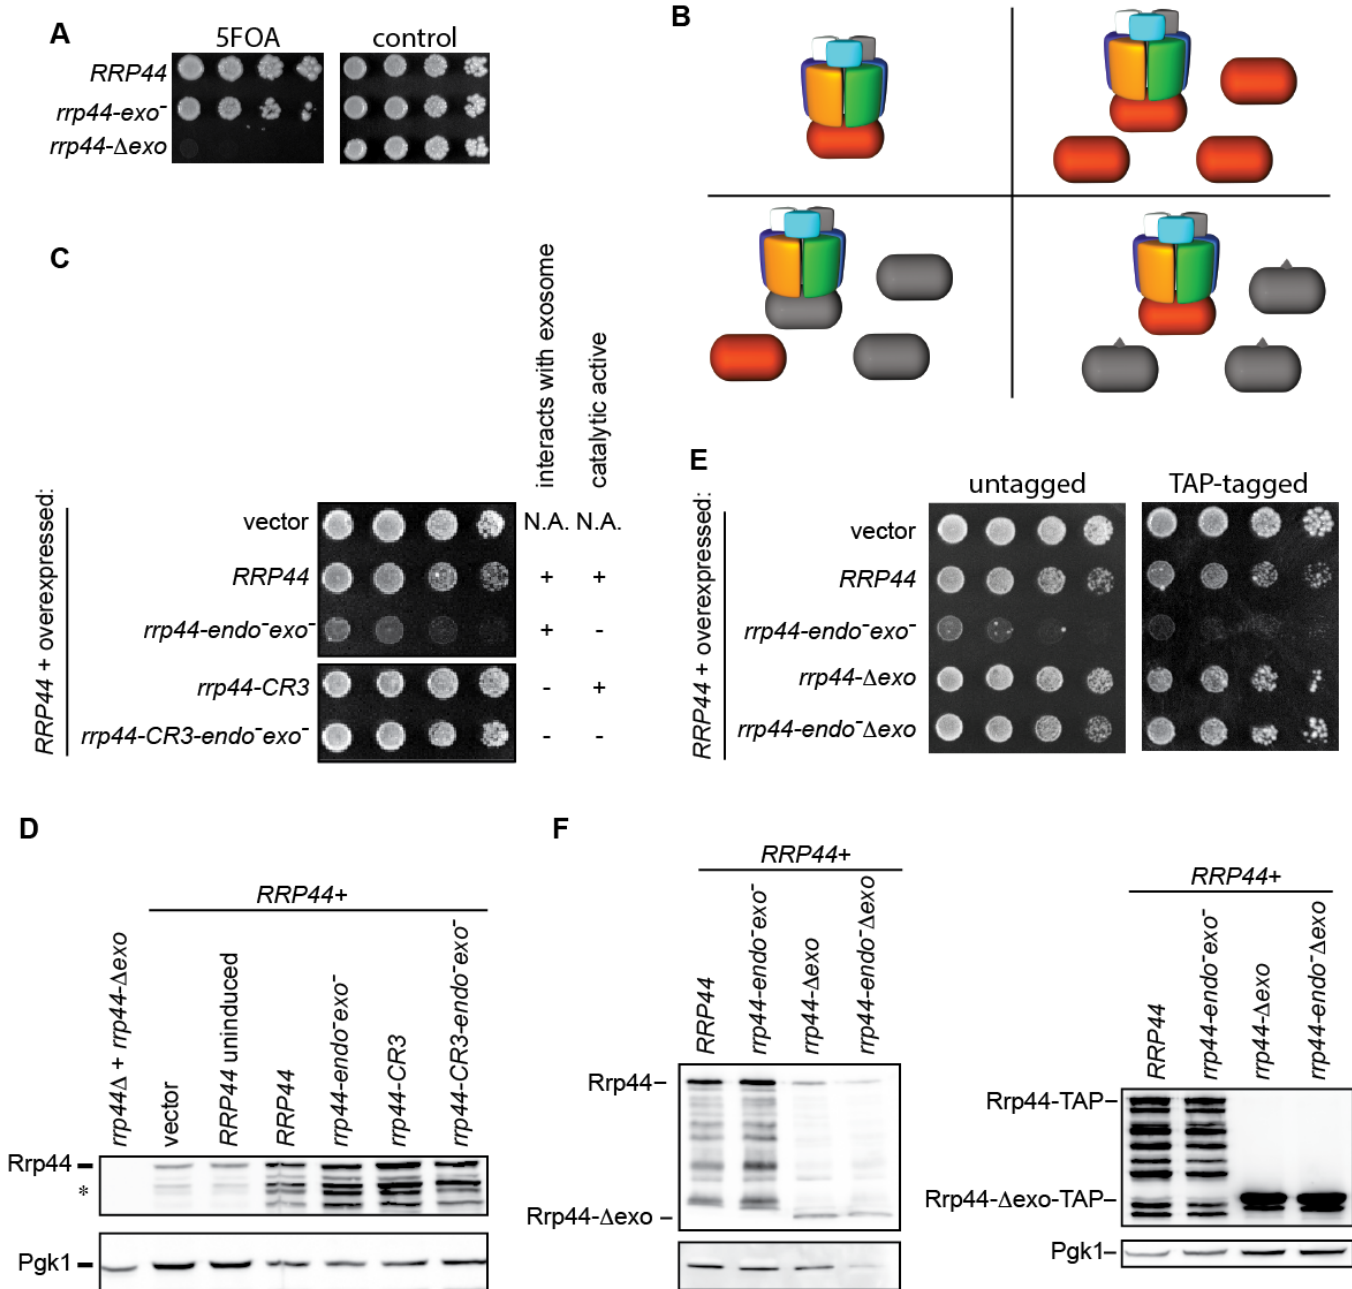 A
5FOA control
RRP44
rrp44-exo⁻
rrp44-Δexo
B
C
interacts with exosome
catalytic active
RRP44 + overexpressed:
vector N.A. N.A.
RRP44 + +
rrp44-endo⁻exo⁻ + -
rrp44-CR3 - +
rrp44-CR3-endo⁻exo⁻ - -
E
untagged TAP-tagged
RRP44 + overexpressed:
vector
RRP44
rrp44-endo⁻exo⁻
rrp44-Δexo
rrp44-endo⁻Δexo
D
RRP44+
rrp44Δ + rrp44-Δexo
vector
RRP44 uninduced
RRP44
rrp44-endo⁻exo⁻
rrp44-CR3
rrp44-CR3-endo⁻exo⁻
Rrp44
*
Pgk1
F
RRP44+
RRP44
rrp44-endo⁻exo⁻
rrp44-Δexo
rrp44-endo⁻Δexo
Rrp44
Rrp44-Δexo
RRP44+
RRP44
rrp44-endo⁻exo⁻
rrp44-Δexo
rrp44-endo⁻Δexo
Rrp44-TAP
Rrp44-Δexo-TAP
Pgk1